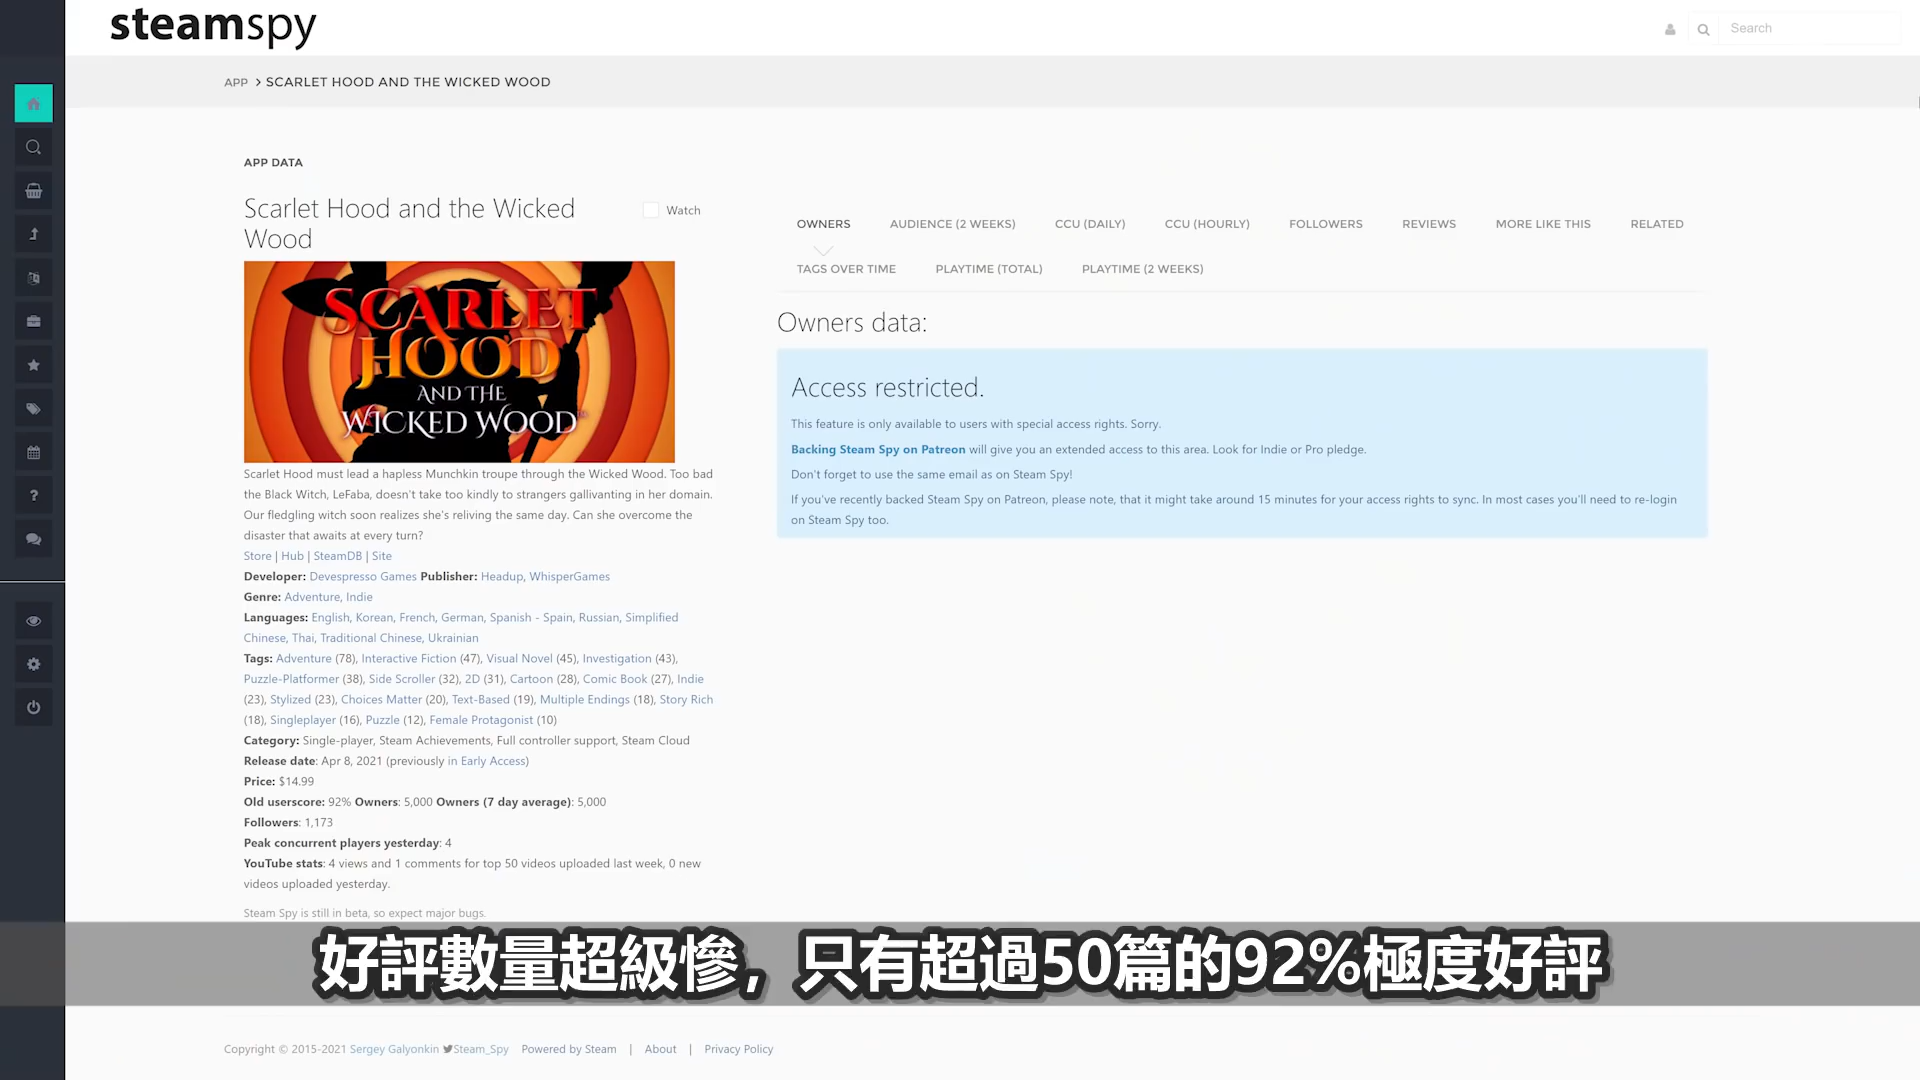 steamspy
Search
APP > SCARLET HOOD AND THE WICKED WOOD
APP DATA
Scarlet Hood and the Wicked
Wood
Watch
SCARLET
HOOD
AND THE
WICKED WOOD
Scarlet Hood must lead a hapless Munchkin troupe through the Wicked Wood. Too bad
the Black Witch, LeFaba, doesn't take too kindly to strangers gallivanting in her domain.
Our fledgling witch soon realizes she's reliving the same day. Can she overcome the
disaster that awaits at every turn?
Store | Hub | SteamDB | Site
Developer: Devespresso Games Publisher: Headup, WhisperGames
Genre: Adventure, Indie
Languages: English, Korean, French, German, Spanish - Spain, Russian, Simplified
Chinese, Thai, Traditional Chinese, Ukrainian
Tags: Adventure (78), Interactive Fiction (47), Visual Novel (45), Investigation (43),
Puzzle-Platformer (38), Side Scroller (32), 2D (31), Cartoon (28), Comic Book (27), Indie
(23), Stylized (23), Choices Matter (20), Text-Based (19), Multiple Endings (18), Story Rich
(18), Singleplayer (16), Puzzle (12), Female Protagonist (10)
Category: Single-player, Steam Achievements, Full controller support, Steam Cloud
Release date: Apr 8, 2021 (previously in Early Access)
Price: $14.99
Old userscore: 92% Owners: 5,000 Owners (7 day average): 5,000
Followers: 1,173
Peak concurrent players yesterday: 4
YouTube stats: 4 views and 1 comments for top 50 videos uploaded last week, 0 new
videos uploaded yesterday.
Steam Spy is still in beta, so expect major bugs.
OWNERS AUDIENCE (2 WEEKS) CCU (DAILY) CCU (HOURLY) FOLLOWERS REVIEWS MORE LIKE THIS RELATED
TAGS OVER TIME PLAYTIME (TOTAL) PLAYTIME (2 WEEKS)
Owners data:
Access restricted.
This feature is only available to users with special access rights. Sorry.
Backing Steam Spy on Patreon will give you an extended access to this area. Look for Indie or Pro pledge.
Don't forget to use the same email as on Steam Spy!
If you've recently backed Steam Spy on Patreon, please note, that it might take around 15 minutes for your access rights to sync. In most cases you'll need to re-login
on Steam Spy too.
好評數量超級慘，只有超過50篇的92%極度好評
Copyright © 2015-2021 Sergey Galyonkin Steam_Spy Powered by Steam | About | Privacy Policy